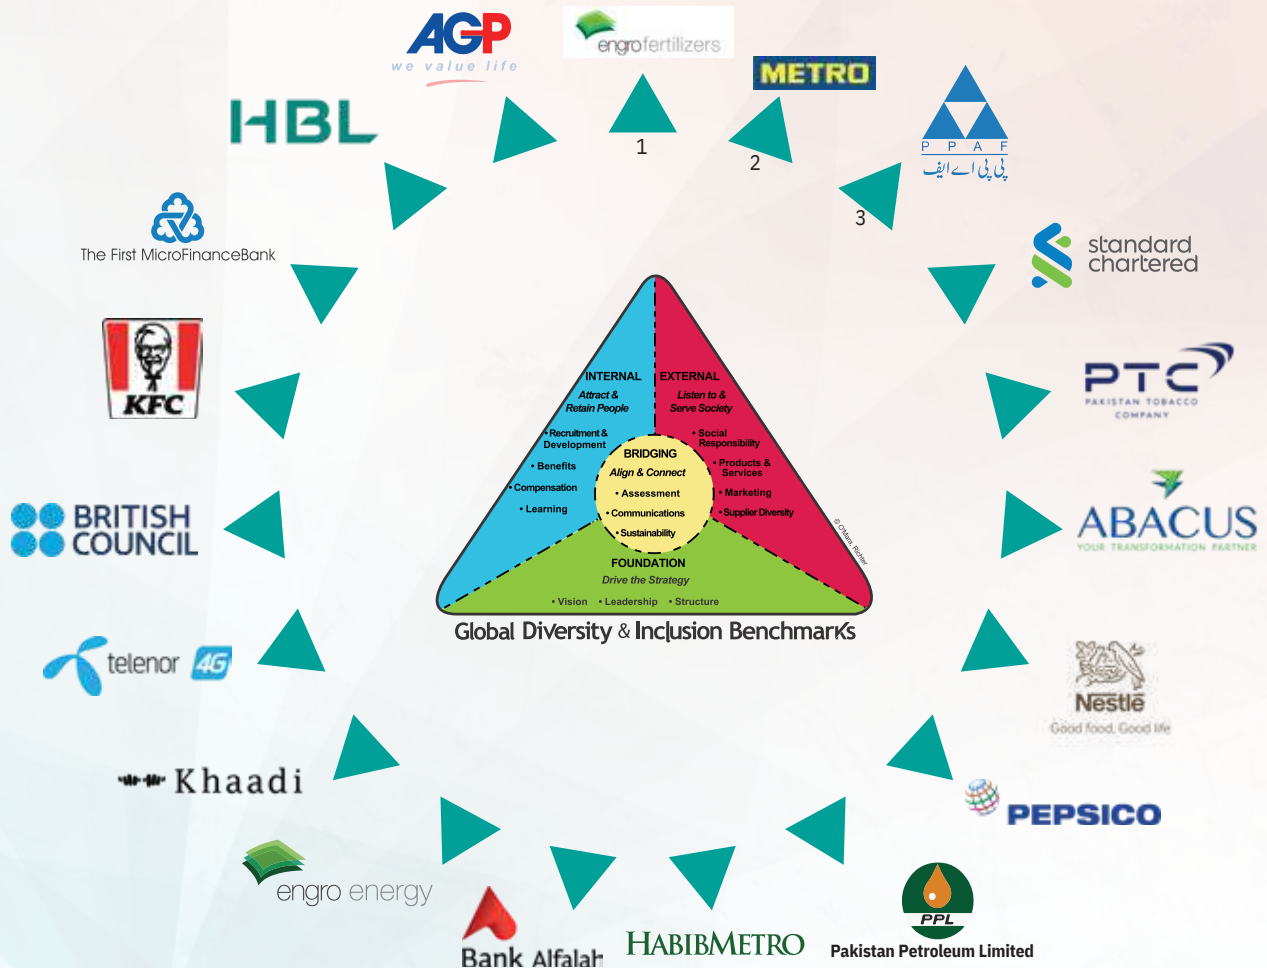 AGP
we value life
engrofertilizers
METRO
HBL
1
2
3
PPAF
پی پی اے ایف
The First MicroFinanceBank
standard
chartered
KFC
PTC
PAKISTAN TOBACCO
COMPANY
BRITISH
COUNCIL
ABACUS
YOUR TRANSFORMATION PARTNER
telenor 4G
Nestlé
Good food, Good life
Khaadi
PEPSICO
engro energy
Bank Alfalah
HABIBMETRO
PPL
Pakistan Petroleum Limited
INTERNAL
Attract &
Retain People
• Recruitment &
Development
• Benefits
• Compensation
• Learning
EXTERNAL
Listen to &
Serve Society
• Social
Responsibility
• Products &
Services
• Marketing
• Supplier Diversity
BRIDGING
Align & Connect
• Assessment
• Communications
• Sustainability
FOUNDATION
Drive the Strategy
• Vision • Leadership • Structure
© O'Mara, Richter
Global Diversity & Inclusion Benchmarks